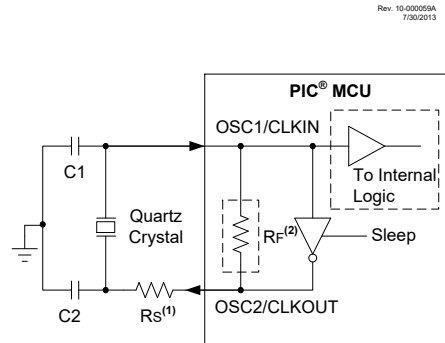 Rev. 10-000059A
7/30/2013
PIC® MCU
OSC1/CLKIN
C1
To Internal
Logic
Quartz
Crystal
RF(2)
Sleep
C2
RS(1)
OSC2/CLKOUT